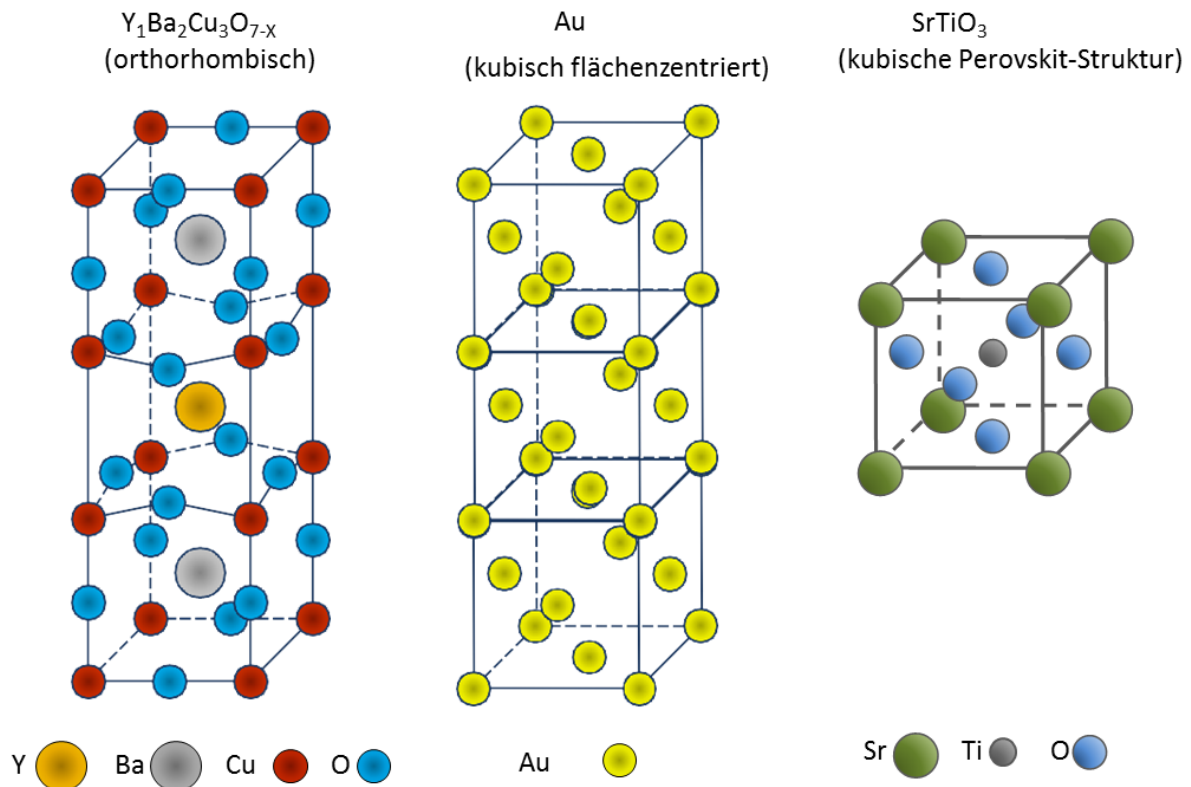 Y₁Ba₂Cu₃O₇₋ₓ
(orthorhombisch)
Au
(kubisch flächenzentriert)
SrTiO₃
(kubische Perovskit-Struktur)
Y Ba Cu O
Au
Sr Ti O